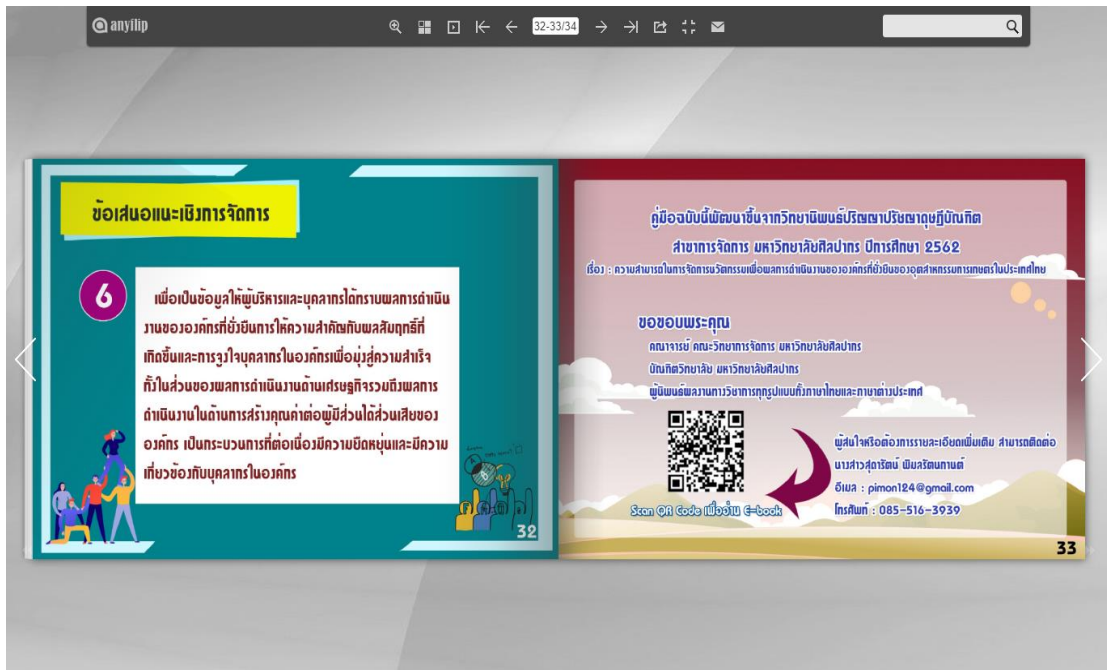 anyflip
32-33/34
ข้อเสนอแนะเชิงการจัดการ
6
เพื่อเป็นข้อมูลให้ผู้บริหารและบุคลากรได้ทราบผลการดำเนิน
งานขององค์กรที่ยั่งยืนการให้ความสำคัญกับผลสัมฤทธิ์ที่
เกิดขึ้นและการจูงใจบุคลากรในองค์กรเพื่อมุ่งสู่ความสำเร็จ
ทั้งในส่วนของผลการดำเนินงานด้านเศรษฐกิจรวมถึงผลการ
ดำเนินงานในด้านการสร้างคุณค่าต่อผู้มีส่วนได้ส่วนเสียของ
องค์กร เป็นกระบวนการที่ต่อเนื่องมีความยืดหยุ่นและมีความ
เกี่ยวข้องกับบุคลากรในองค์กร
32
คู่มือฉบับนี้พัฒนาขึ้นจากวิทยานิพนธ์ปริญญาปรัชญาดุษฎีบัณฑิต
สาขาการจัดการ มหาวิทยาลัยศิลปากร ปีการศึกษา 2562
เรื่อง : ความสามารถในการจัดการนวัตกรรมเพื่อผลการดำเนินงานขององค์กรที่ยั่งยืนของอุตสาหกรรมการเกษตรในประเทศไทย
ขอขอบพระคุณ
คณาจารย์ คณะวิทยาการจัดการ มหาวิทยาลัยศิลปากร
บัณฑิตวิทยาลัย มหาวิทยาลัยศิลปากร
ผู้นิพนธ์ผลงานทางวิชาการทุกรูปแบบทั้งภาษาไทยและภาษาต่างประเทศ
ผู้สนใจหรือต้องการรายละเอียดเพิ่มเติม สามารถติดต่อ
นางสาวสุดารัตน์ พิมลรัตนกานต์
อีเมล : pimon124@gmail.com
โทรศัพท์ : 085-516-3939
Scan QR Code เพื่ออ่าน E-book
33